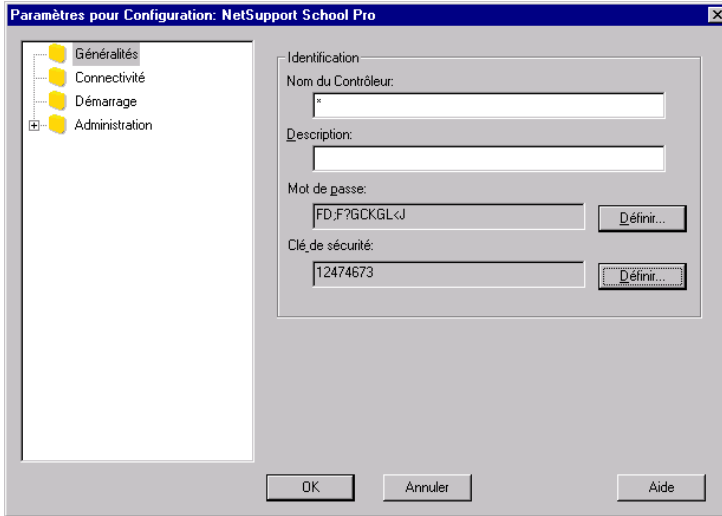 Paramètres pour Configuration: NetSupport School Pro
Généralités
Connectivité
Démarrage
Administration
Identification
Nom du Contrôleur:
*
Description:
Mot de passe:
FD;F?GCKGL<J
Définir...
Clé de sécurité:
12474673
Définir...
OK
Annuler
Aide